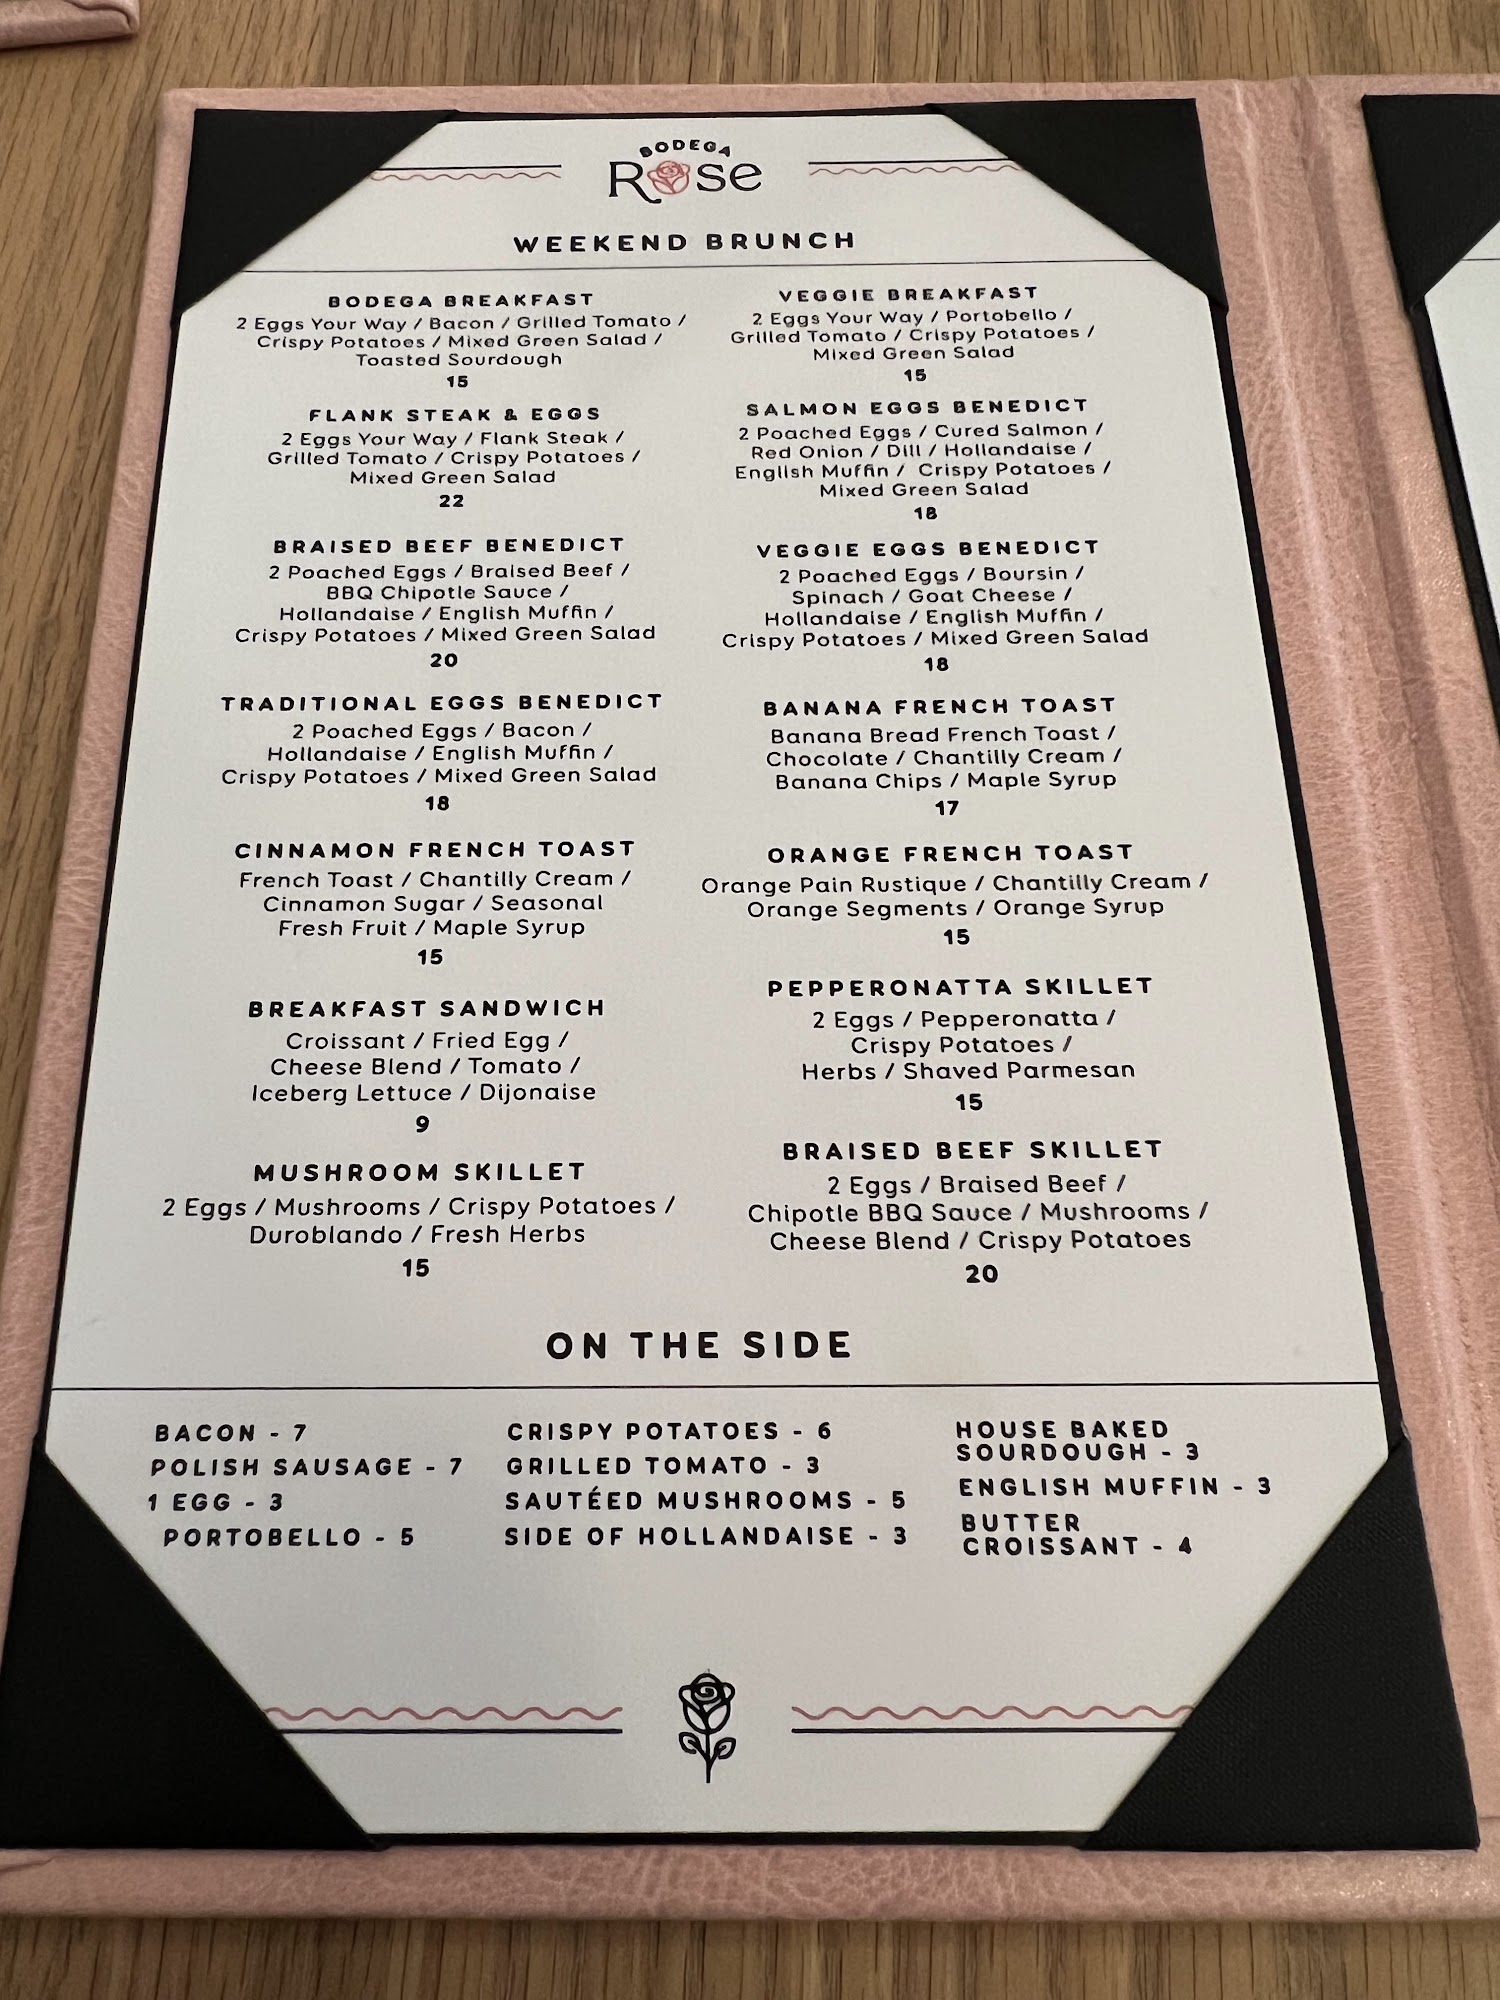 BODEGA
Rose
WEEKEND BRUNCH
BODEGA BREAKFAST
2 Eggs Your Way / Bacon / Grilled Tomato /
Crispy Potatoes / Mixed Green Salad /
Toasted Sourdough
15
FLANK STEAK & EGGS
2 Eggs Your Way / Flank Steak /
Grilled Tomato / Crispy Potatoes /
Mixed Green Salad
22
BRAISED BEEF BENEDICT
2 Poached Eggs / Braised Beef /
BBQ Chipotle Sauce /
Hollandaise / English Muffin /
Crispy Potatoes / Mixed Green Salad
20
TRADITIONAL EGGS BENEDICT
2 Poached Eggs / Bacon /
Hollandaise / English Muffin /
Crispy Potatoes / Mixed Green Salad
18
CINNAMON FRENCH TOAST
French Toast / Chantilly Cream /
Cinnamon Sugar / Seasonal
Fresh Fruit / Maple Syrup
15
BREAKFAST SANDWICH
Croissant / Fried Egg /
Cheese Blend / Tomato /
Iceberg Lettuce / Dijonaise
9
MUSHROOM SKILLET
2 Eggs / Mushrooms / Crispy Potatoes /
Duroblando / Fresh Herbs
15
VEGGIE BREAKFAST
2 Eggs Your Way / Portobello /
Grilled Tomato / Crispy Potatoes /
Mixed Green Salad
15
SALMON EGGS BENEDICT
2 Poached Eggs / Cured Salmon /
Red Onion / Dill / Hollandaise /
English Muffin / Crispy Potatoes /
Mixed Green Salad
18
VEGGIE EGGS BENEDICT
2 Poached Eggs / Boursin /
Spinach / Goat Cheese /
Hollandaise / English Muffin /
Crispy Potatoes / Mixed Green Salad
18
BANANA FRENCH TOAST
Banana Bread French Toast /
Chocolate / Chantilly Cream /
Banana Chips / Maple Syrup
17
ORANGE FRENCH TOAST
Orange Pain Rustique / Chantilly Cream /
Orange Segments / Orange Syrup
15
PEPPERONATTA SKILLET
2 Eggs / Pepperonatta /
Crispy Potatoes /
Herbs / Shaved Parmesan
15
BRAISED BEEF SKILLET
2 Eggs / Braised Beef /
Chipotle BBQ Sauce / Mushrooms /
Cheese Blend / Crispy Potatoes
20
ON THE SIDE
BACON - 7
POLISH SAUSAGE - 7
1 EGG - 3
PORTOBELLO - 5
CRISPY POTATOES - 6
GRILLED TOMATO - 3
SAUTÉED MUSHROOMS - 5
SIDE OF HOLLANDAISE - 3
HOUSE BAKED
SOURDOUGH - 3
ENGLISH MUFFIN - 3
BUTTER
CROISSANT - 4